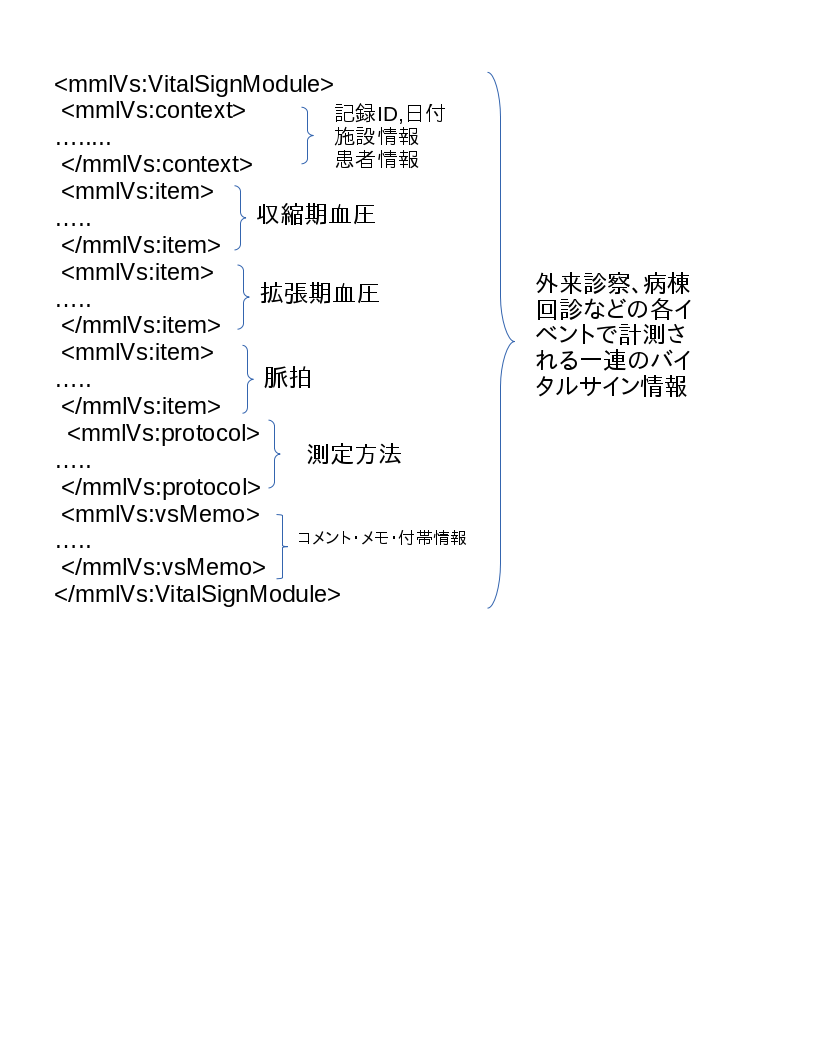 <mmlVs:VitalSignModule>
<mmlVs:context>
….....
</mmlVs:context>
記録ID,日付
施設情報
患者情報
<mmlVs:item>
…..
</mmlVs:item>
収縮期血圧
<mmlVs:item>
…..
</mmlVs:item>
拡張期血圧
<mmlVs:item>
…..
</mmlVs:item>
脈拍
<mmlVs:protocol>
…..
</mmlVs:protocol>
測定方法
<mmlVs:vsMemo>
…..
</mmlVs:vsMemo>
コメント・メモ・付帯情報
</mmlVs:VitalSignModule>
外来診察、病棟
回診などの各イ
ベントで計測さ
れる一連のバイ
タルサイン情報